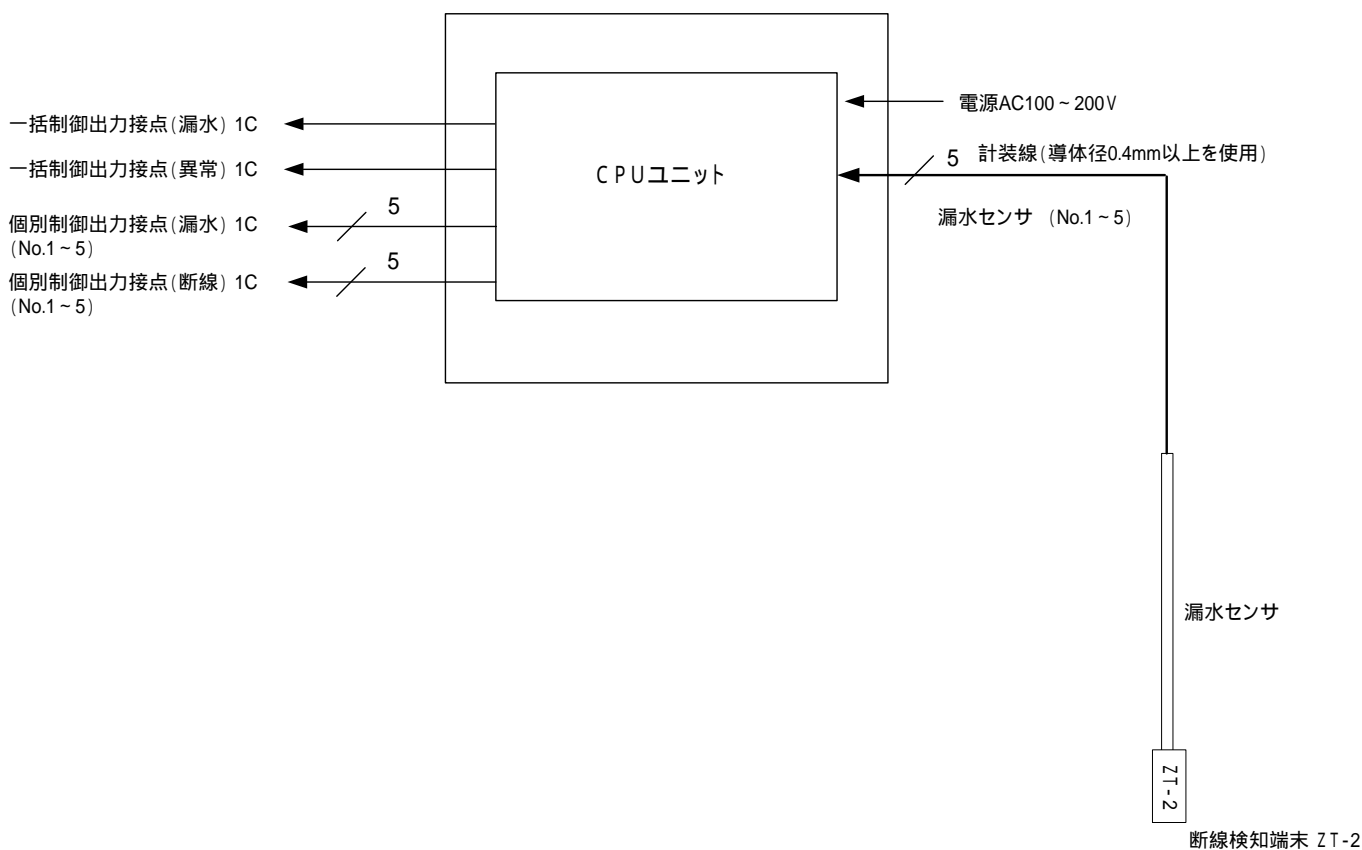 一括制御出力接点(漏水) 1C
一括制御出力接点(異常) 1C
5
個別制御出力接点(漏水) 1C
(No.1~5)
5
個別制御出力接点(断線) 1C
(No.1~5)
CPUユニット
電源AC100~200V
5 計装線(導体径0.4mm以上を使用)
漏水センサ (No.1~5)
漏水センサ
ZT-2
断線検知端末 ZT-2